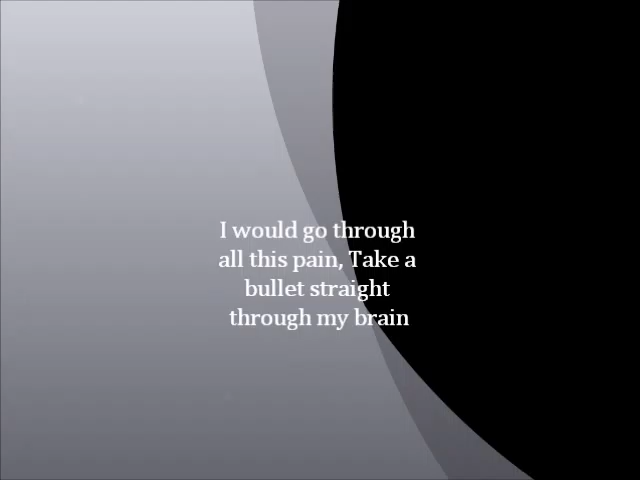 I would go through
all this pain, Take a
bullet straight
through my brain